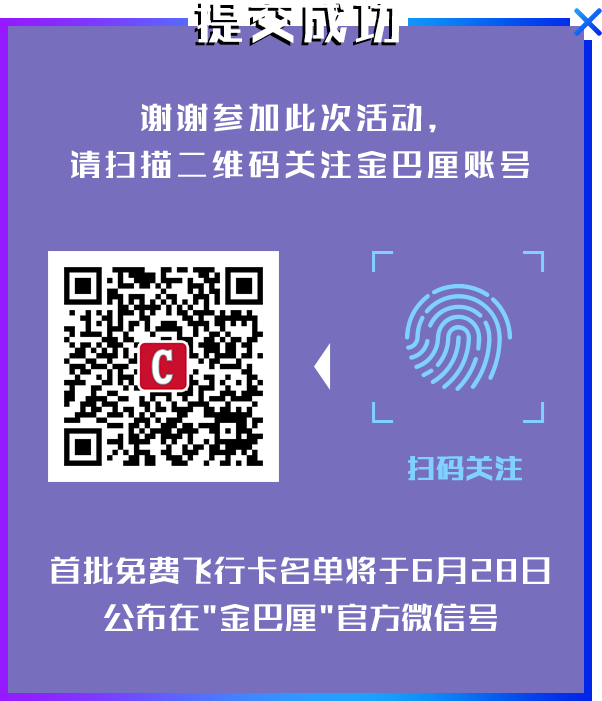 提交成功
谢谢参加此次活动,
请扫描二维码关注金巴厘账号
C
扫码关注
首批免费飞行卡名单将于6月28日
公布在"金巴厘"官方微信号